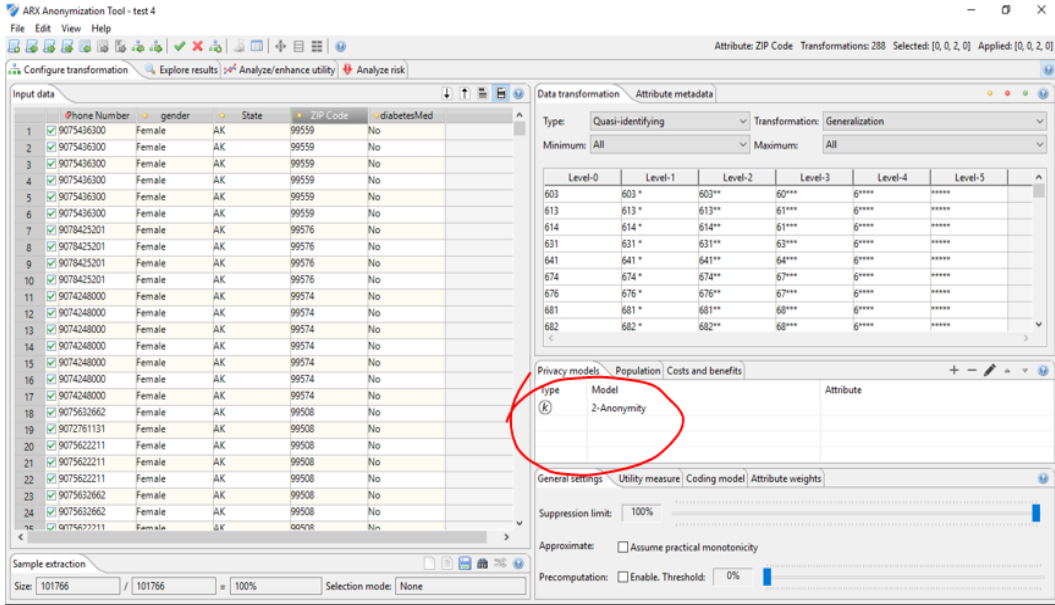 ARX Anonymization Tool - test 4
File Edit View Help
Attribute: ZIP Code Transformations: 288 Selected: [0, 0, 2, 0] Applied: [0, 0, 2, 0]
Configure transformation Explore results Analyze/enhance utility Analyze risk
Input data
Phone Number gender State ZIP Code diabetesMed
1 9075436300 Female AK 99559 No
2 9075436300 Female AK 99559 No
3 9075436300 Female AK 99559 No
4 9075436300 Female AK 99559 No
5 9075436300 Female AK 99559 No
6 9075436300 Female AK 99559 No
7 9078425201 Female AK 99576 No
8 9078425201 Female AK 99576 No
9 9078425201 Female AK 99576 No
10 9078425201 Female AK 99576 No
11 9074248000 Female AK 99574 No
12 9074248000 Female AK 99574 No
13 9074248000 Female AK 99574 No
14 9074248000 Female AK 99574 No
15 9074248000 Female AK 99574 No
16 9074248000 Female AK 99574 No
17 9074248000 Female AK 99574 No
18 9075632662 Female AK 99508 No
19 9072761131 Female AK 99508 No
20 9075622211 Female AK 99508 No
21 9075622211 Female AK 99508 No
22 9075622211 Female AK 99508 No
23 9075632662 Female AK 99508 No
24 9075632662 Female AK 99508 No
25 9075622211 Female AK 99508 No
Sample extraction
Size: 101766 / 101766 = 100% Selection mode: None
Data transformation Attribute metadata
Type: Quasi-identifying Transformation: Generalization
Minimum: All Maximum: All
Level-0 Level-1 Level-2 Level-3 Level-4 Level-5
603 603 * 603** 60*** 6**** *****
613 613 * 613** 61*** 6**** *****
614 614 * 614** 61*** 6**** *****
631 631 * 631** 63*** 6**** *****
641 641 * 641** 64*** 6**** *****
674 674 * 674** 67*** 6**** *****
676 676 * 676** 67*** 6**** *****
681 681 * 681** 68*** 6**** *****
682 682 * 682** 68*** 6**** *****
Privacy models Population Costs and benefits
Type Model Attribute
k 2-Anonymity
General settings Utility measure Coding model Attribute weights
Suppression limit: 100%
Approximate: Assume practical monotonicity
Precomputation: Enable. Threshold: 0%